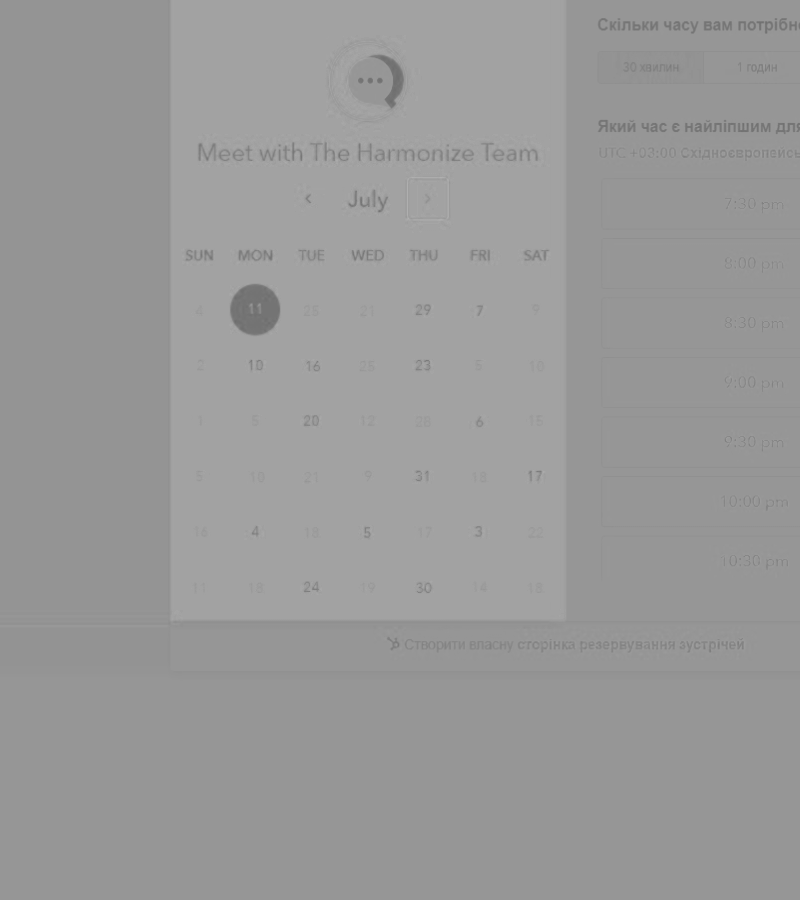 Meet with The Harmonize Team
July
SUN MON TUE WED THU FRI SAT
4 11 25 21 29 7 9
2 10 16 25 23 5 10
1 5 20 12 28 6 15
5 10 21 9 31 13 17
16 4 18 5 17 3 22
11 18 24 19 30 14 18
Скільки часу вам потрібно
30 хвилин 1 годин
Який час є найліпшим для
UTC +03:00 Східноєвропейсь
7:30 pm
8:00 pm
8:30 pm
9:00 pm
9:30 pm
10:00 pm
10:30 pm
Створити власну сторінка резервування зустрічей